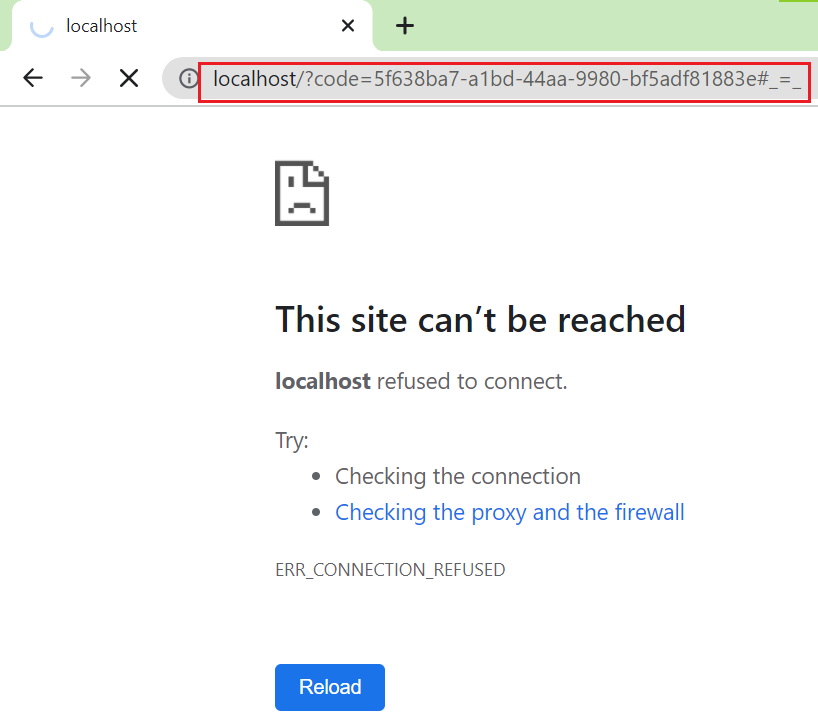 localhost
localhost/?code=5f638ba7-a1bd-44aa-9980-bf5adf81883e#_=_
This site can’t be reached
localhost refused to connect.
Try:
Checking the connection
Checking the proxy and the firewall
ERR_CONNECTION_REFUSED
Reload